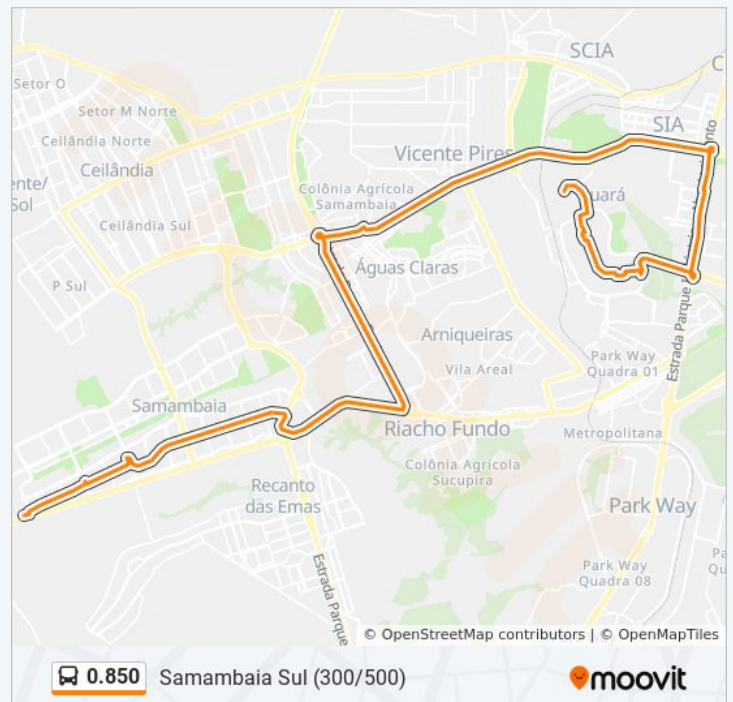 SCIA
C
Setor O
Setor M Norte
SIA
Ceilândia Norte
Vicente Pires
Ceilândia
ente/
Sol
Colônia Agrícola
Samambaia
uará
Ceilândia Sul
Águas Claras
P Sul
Arniqueiras
Estrada Parque
Park Way
Quadra 01
Vila Areal
Samambaia
Riacho Fundo
Metropolitana
Colônia Agrícola
Sucupira
Recanto
das Emas
Park Way
Pa
Qu
Estrada Parque
Park Way
Quadra 08
© OpenStreetMap contributors | © OpenMapTiles
0.850 Samambaia Sul (300/500)
moovit